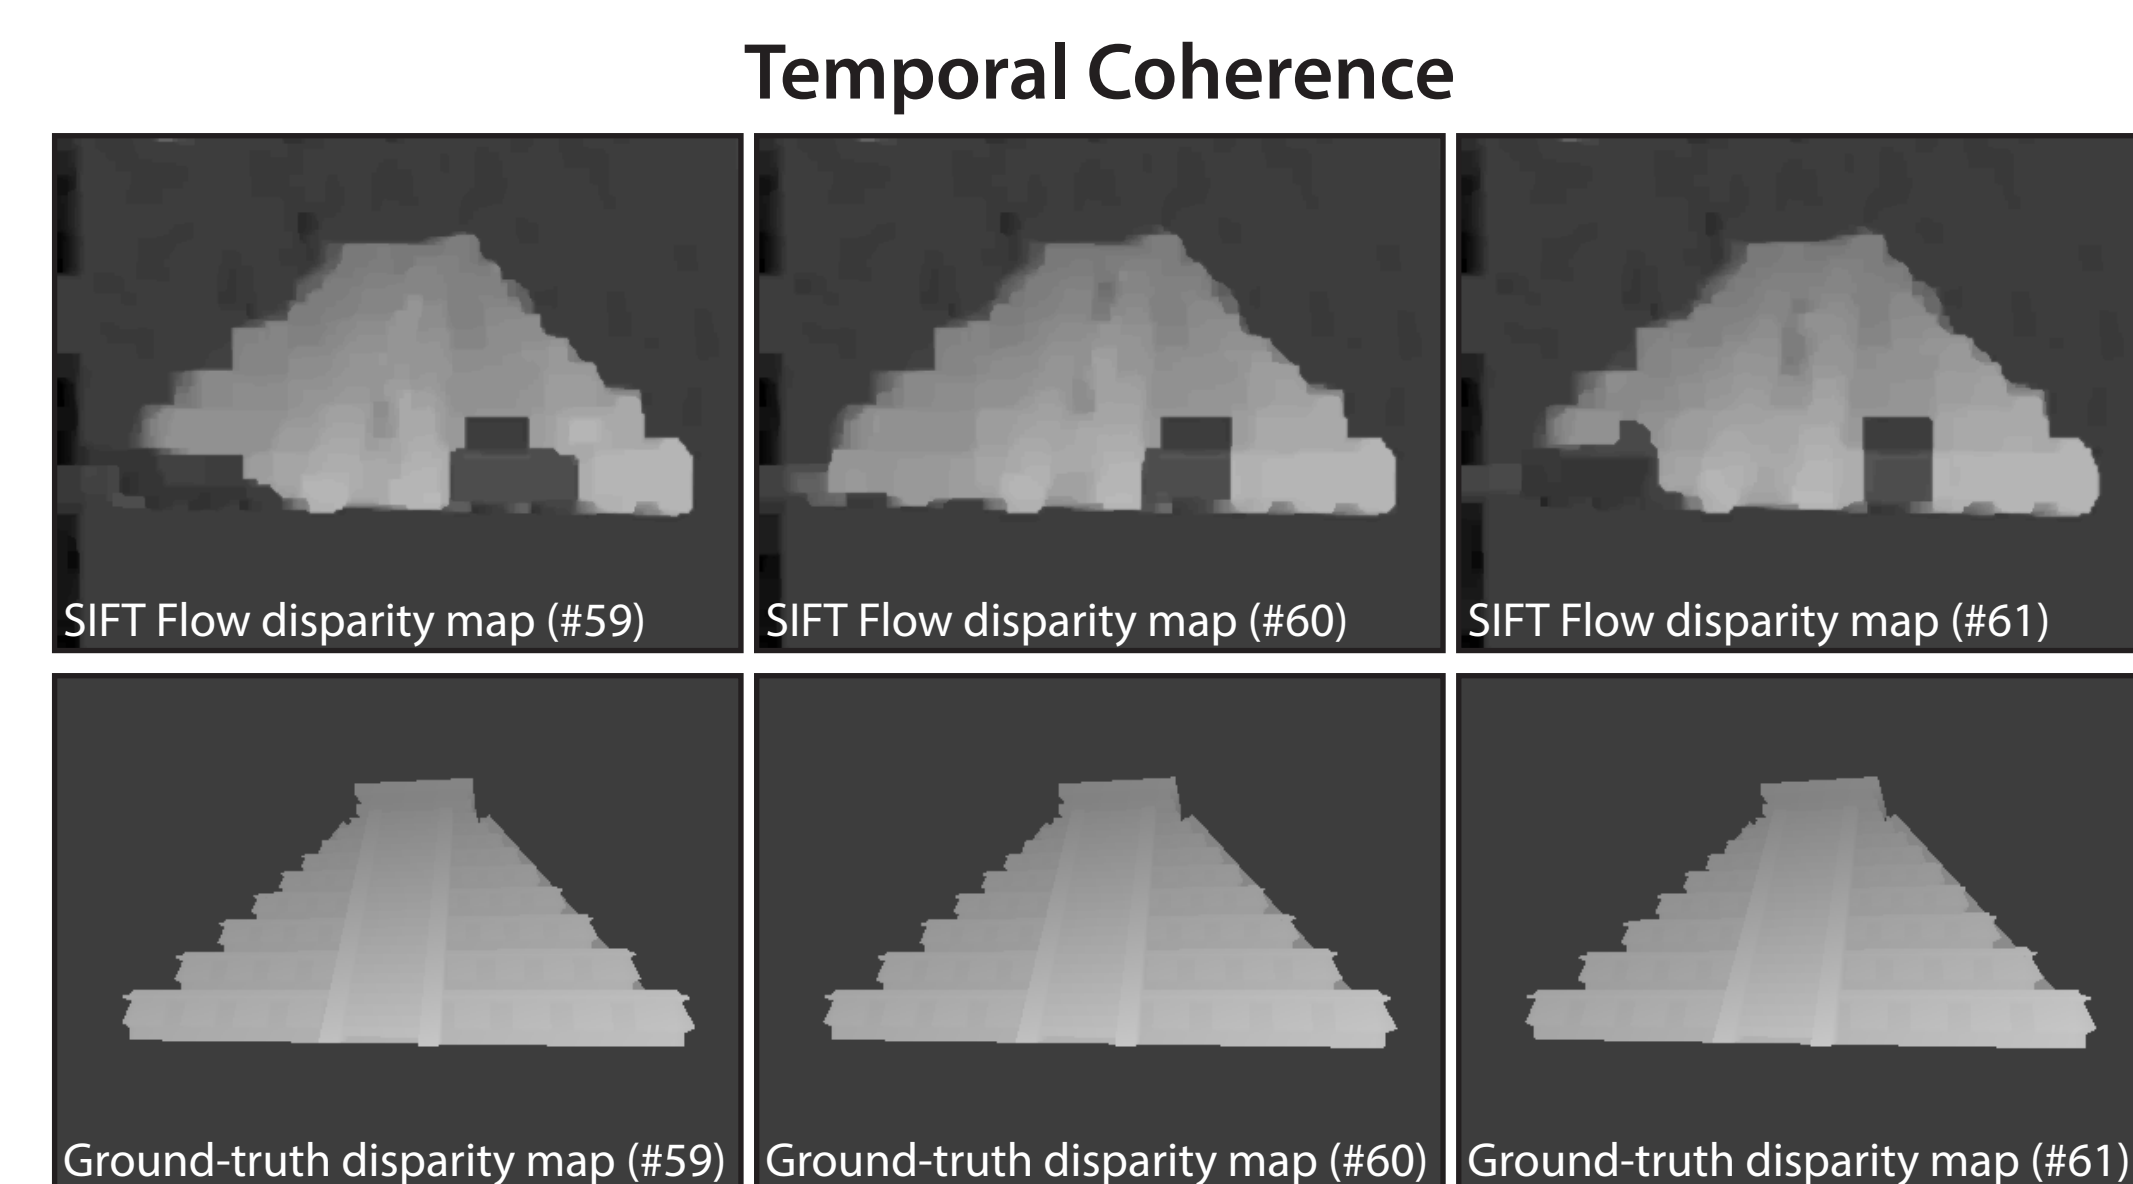 Temporal Coherence
SIFT Flow disparity map (#59)
SIFT Flow disparity map (#60)
SIFT Flow disparity map (#61)
Ground-truth disparity map (#59)
Ground-truth disparity map (#60)
Ground-truth disparity map (#61)